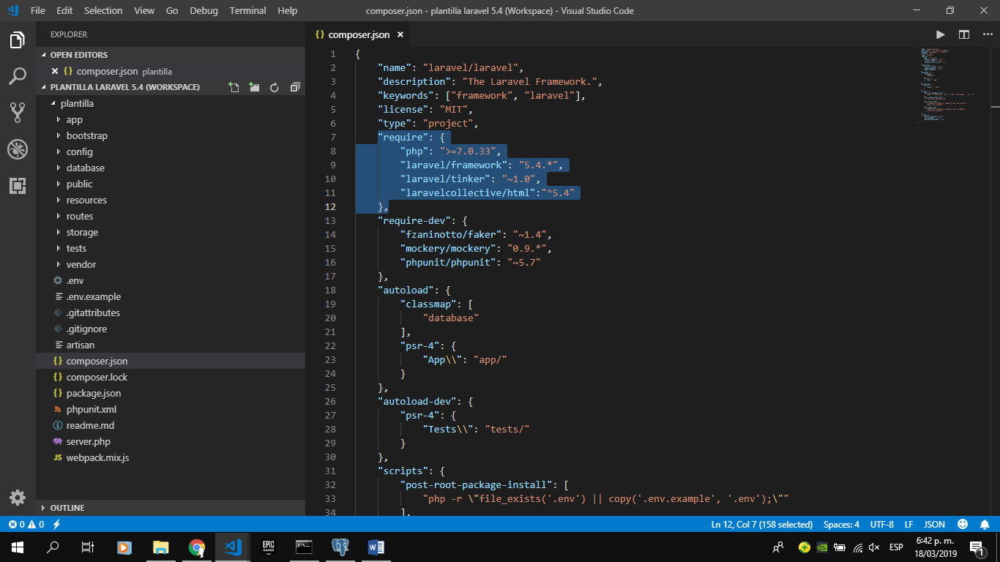 File Edit Selection View Go Debug Terminal Help
composer.json - plantilla laravel 5.4 (Workspace) - Visual Studio Code
EXPLORER
OPEN EDITORS
composer.json plantilla
PLANTILLA LARAVEL 5.4 (WORKSPACE)
plantilla
app
bootstrap
config
database
public
resources
routes
storage
tests
vendor
.env
.env.example
.gitattributes
.gitignore
artisan
composer.json
composer.lock
package.json
phpunit.xml
readme.md
server.php
JS webpack.mix.js
OUTLINE
{} composer.json
1 {
2 "name": "laravel/laravel",
3 "description": "The Laravel Framework.",
4 "keywords": ["framework", "laravel"],
5 "license": "MIT",
6 "type": "project",
7 "require": {
8 "php": ">=7.0.33",
9 "laravel/framework": "5.4.*",
10 "laravel/tinker": "~1.0",
11 "laravelcollective/html":"^5.4"
12 },
13 "require-dev": {
14 "fzaninotto/faker": "~1.4",
15 "mockery/mockery": "0.9.*",
16 "phpunit/phpunit": "~5.7"
17 },
18 "autoload": {
19 "classmap": [
20 "database"
21 ],
22 "psr-4": {
23 "App\\": "app/"
24 }
25 },
26 "autoload-dev": {
27 "psr-4": {
28 "Tests\\": "tests/"
29 }
30 },
31 "scripts": {
32 "post-root-package-install": [
33 "php -r \"file_exists('.env') || copy('.env.example', '.env');\""
34 ],
0 0 Ln 12, Col 7 (158 selected) Spaces: 4 UTF-8 LF JSON
EPIC GAMES
ESP
6:42 p. m.
18/03/2019
1